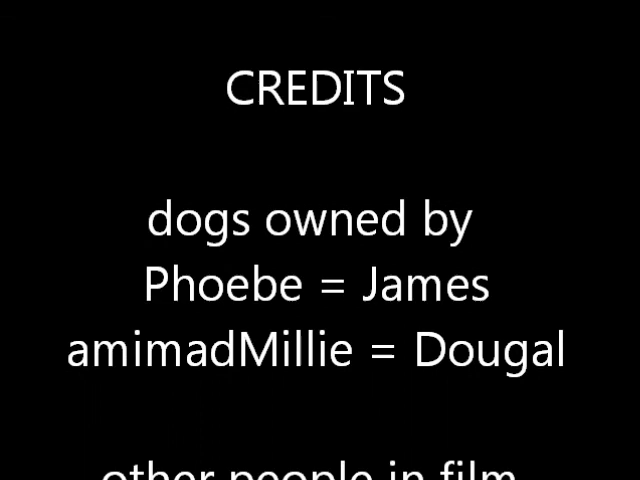 CREDITS
dogs owned by
Phoebe = James
amimadMillie = Dougal
other people in film